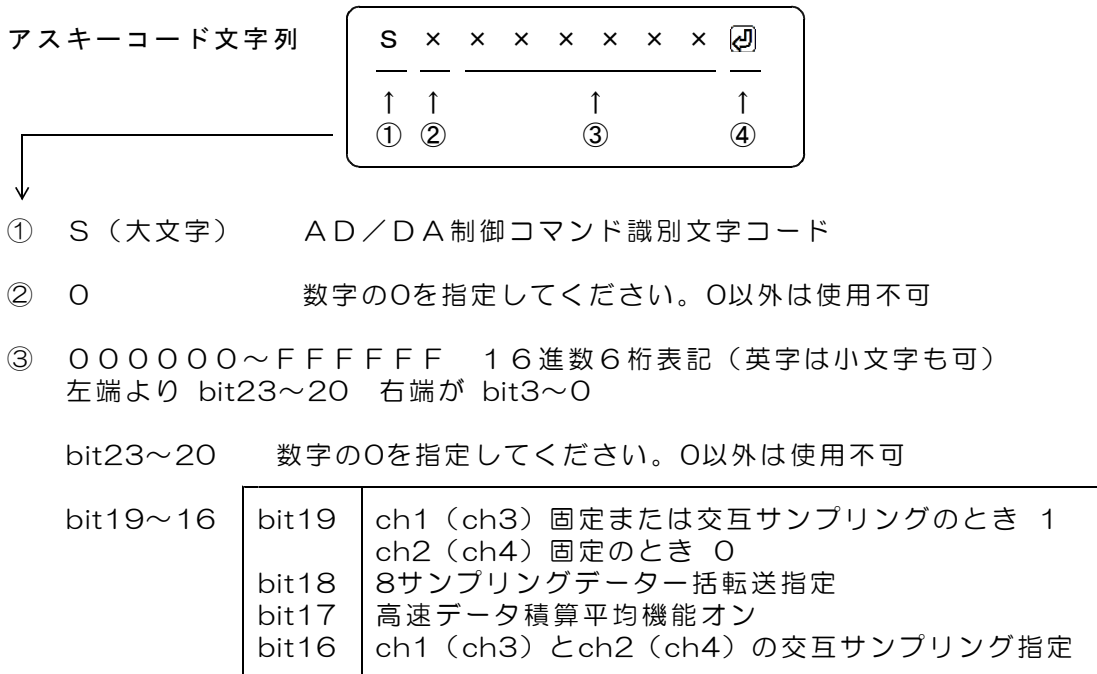 アスキーコード文字列
S × × × × × × × ⏎
↑ ↑ ↑ ↑
① ② ③ ④
① S（大文字） ＡＤ／ＤＡ制御コマンド識別文字コード
② 0 数字の0を指定してください。0以外は使用不可
③ ００００００～ＦＦＦＦＦＦ １６進数６桁表記（英字は小文字も可）
左端より bit23～20 右端が bit3～0
bit23～20 数字の0を指定してください。0以外は使用不可
bit19～16 bit19 ch1（ch3）固定または交互サンプリングのとき 1
ch2（ch4）固定のとき 0
bit18 8サンプリングデータ一括転送指定
bit17 高速データ積算平均機能オン
bit16 ch1（ch3）とch2（ch4）の交互サンプリング指定